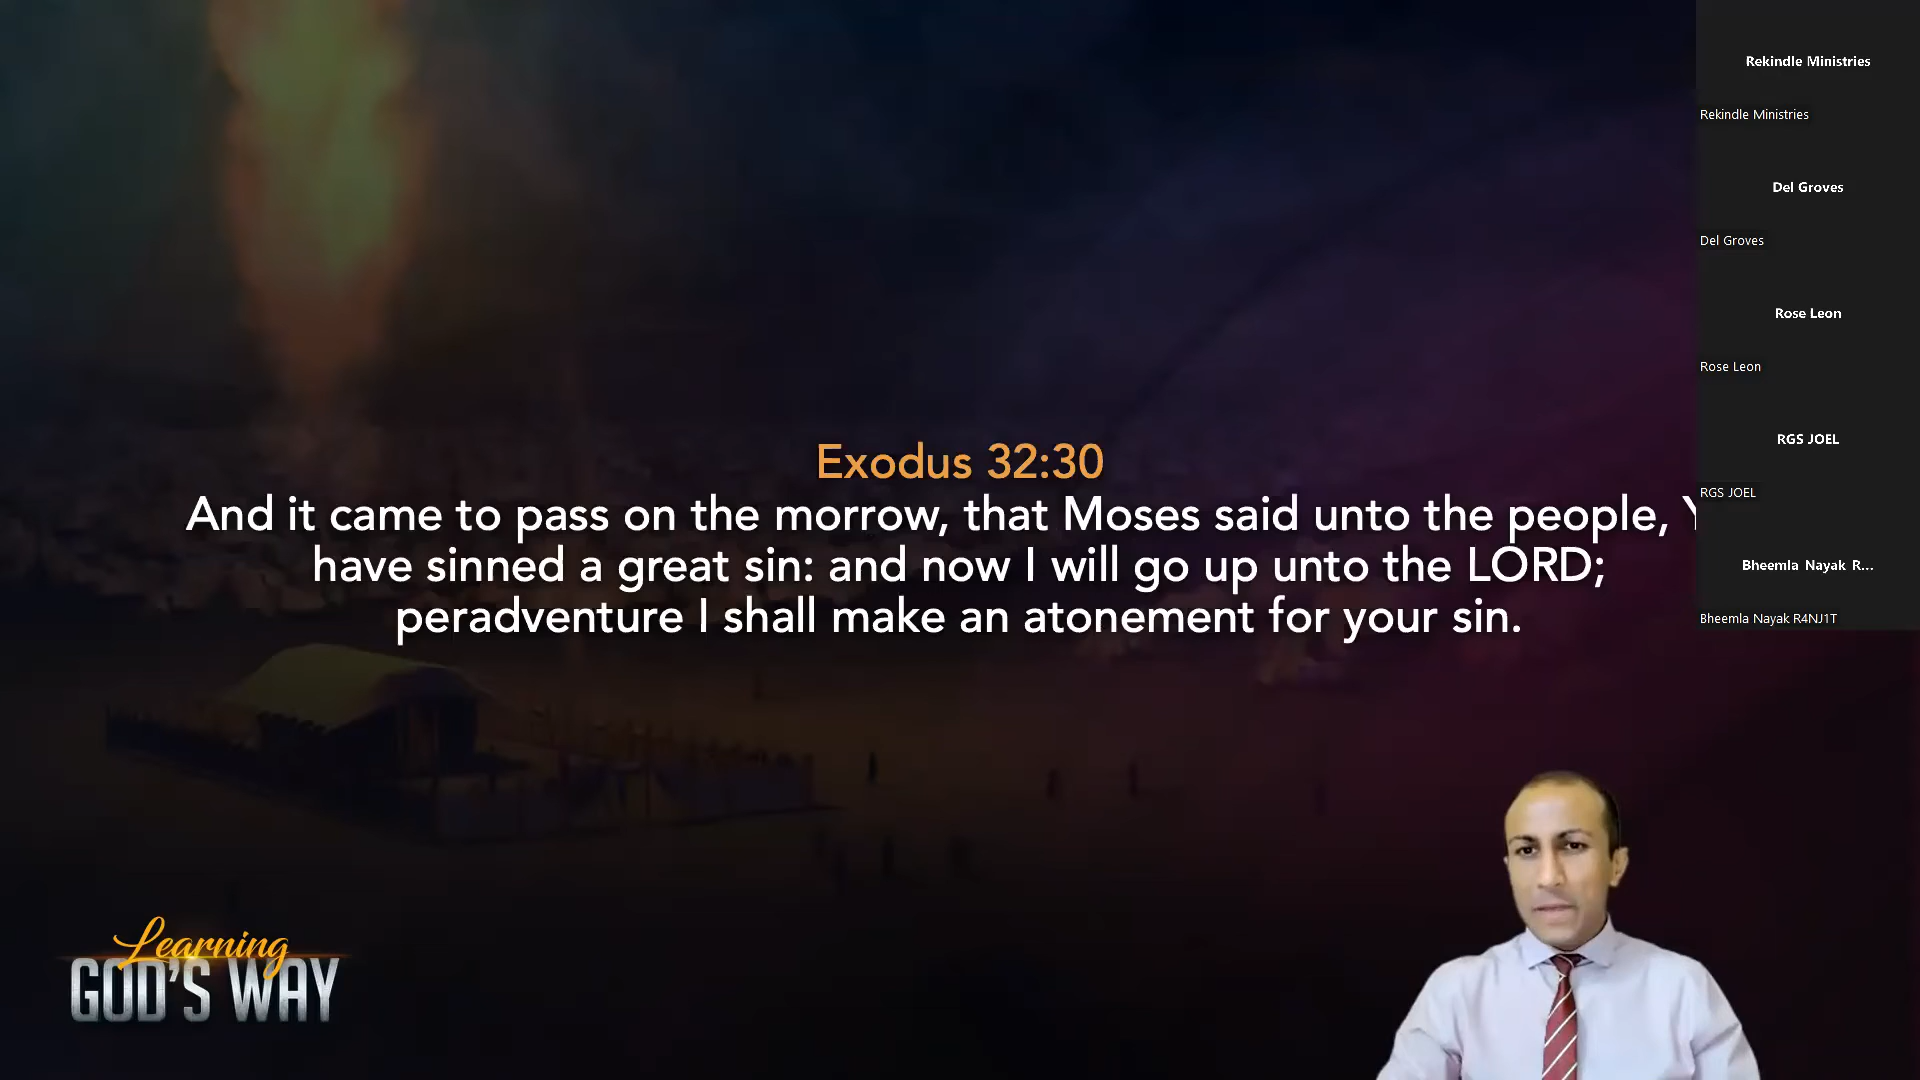 Exodus 32:30
And it came to pass on the morrow, that Moses said unto the people,
have sinned a great sin: and now I will go up unto the LORD;
peradventure I shall make an atonement for your sin.
Learning
GOD'S WAY
Rekindle Ministries
Rekindle Ministries
Del Groves
Del Groves
Rose Leon
Rose Leon
RGS JOEL
RGS JOEL
Bheemla Nayak R...
Bheemla Nayak R4NJ1T